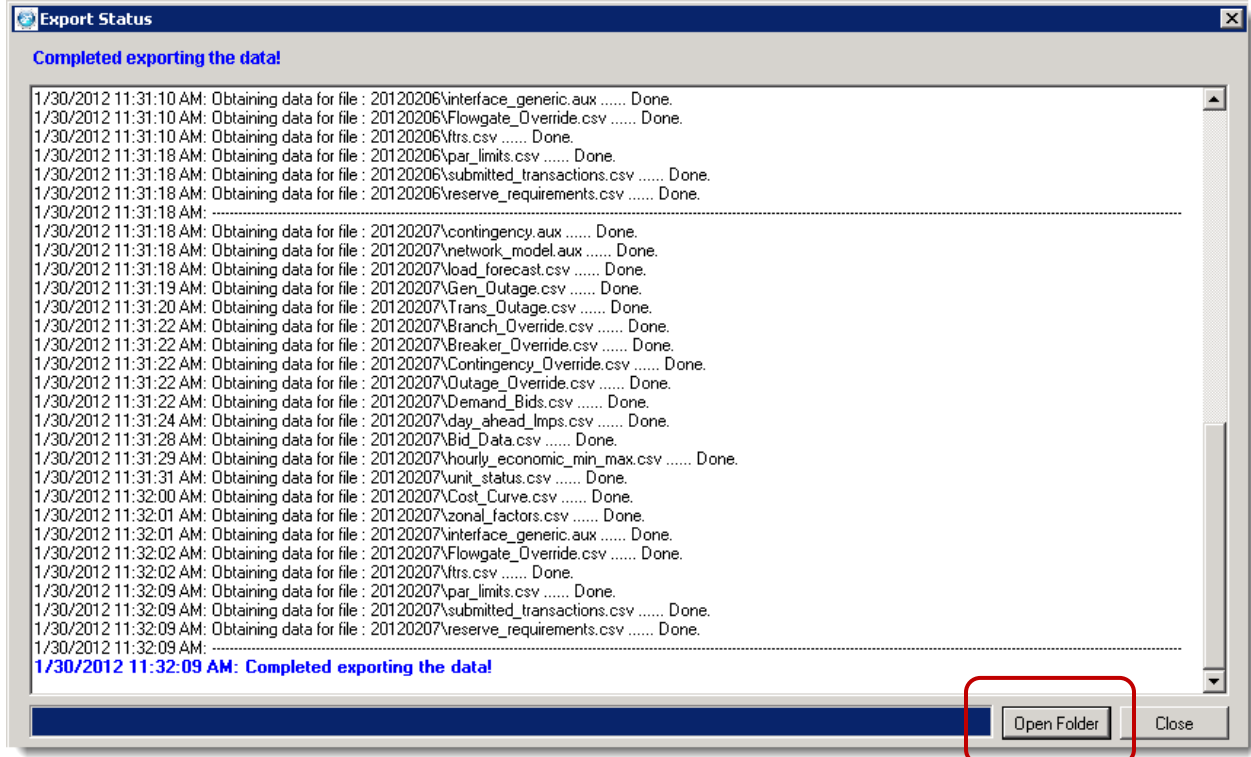 Export Status
Completed exporting the data!
1/30/2012 11:31:10 AM: Obtaining data for file : 20120206\interface_generic.aux ...... Done.
1/30/2012 11:31:10 AM: Obtaining data for file : 20120206\Flowgate_Override.csv ...... Done.
1/30/2012 11:31:10 AM: Obtaining data for file : 20120206\ftrs.csv ...... Done.
1/30/2012 11:31:18 AM: Obtaining data for file : 20120206\par_limits.csv ...... Done.
1/30/2012 11:31:18 AM: Obtaining data for file : 20120206\submitted_transactions.csv ...... Done.
1/30/2012 11:31:18 AM: Obtaining data for file : 20120206\reserve_requirements.csv ...... Done.
1/30/2012 11:31:18 AM: ------------------------------------------------------------
1/30/2012 11:31:18 AM: Obtaining data for file : 20120207\contingency.aux ...... Done.
1/30/2012 11:31:18 AM: Obtaining data for file : 20120207\network_model.aux ...... Done.
1/30/2012 11:31:18 AM: Obtaining data for file : 20120207\load_forecast.csv ...... Done.
1/30/2012 11:31:19 AM: Obtaining data for file : 20120207\Gen_Outage.csv ...... Done.
1/30/2012 11:31:20 AM: Obtaining data for file : 20120207\Trans_Outage.csv ...... Done.
1/30/2012 11:31:22 AM: Obtaining data for file : 20120207\Branch_Override.csv ...... Done.
1/30/2012 11:31:22 AM: Obtaining data for file : 20120207\Breaker_Override.csv ...... Done.
1/30/2012 11:31:22 AM: Obtaining data for file : 20120207\Contingency_Override.csv ...... Done.
1/30/2012 11:31:22 AM: Obtaining data for file : 20120207\Outage_Override.csv ...... Done.
1/30/2012 11:31:22 AM: Obtaining data for file : 20120207\Demand_Bids.csv ...... Done.
1/30/2012 11:31:24 AM: Obtaining data for file : 20120207\day_ahead_lmps.csv ...... Done.
1/30/2012 11:31:28 AM: Obtaining data for file : 20120207\Bid_Data.csv ...... Done.
1/30/2012 11:31:29 AM: Obtaining data for file : 20120207\hourly_economic_min_max.csv ...... Done.
1/30/2012 11:31:31 AM: Obtaining data for file : 20120207\unit_status.csv ...... Done.
1/30/2012 11:32:00 AM: Obtaining data for file : 20120207\Cost_Curve.csv ...... Done.
1/30/2012 11:32:01 AM: Obtaining data for file : 20120207\zonal_factors.csv ...... Done.
1/30/2012 11:32:01 AM: Obtaining data for file : 20120207\interface_generic.aux ...... Done.
1/30/2012 11:32:02 AM: Obtaining data for file : 20120207\Flowgate_Override.csv ...... Done.
1/30/2012 11:32:02 AM: Obtaining data for file : 20120207\ftrs.csv ...... Done.
1/30/2012 11:32:09 AM: Obtaining data for file : 20120207\par_limits.csv ...... Done.
1/30/2012 11:32:09 AM: Obtaining data for file : 20120207\submitted_transactions.csv ...... Done.
1/30/2012 11:32:09 AM: Obtaining data for file : 20120207\reserve_requirements.csv ...... Done.
1/30/2012 11:32:09 AM: ------------------------------------------------------------
1/30/2012 11:32:09 AM: Completed exporting the data!
Open Folder Close